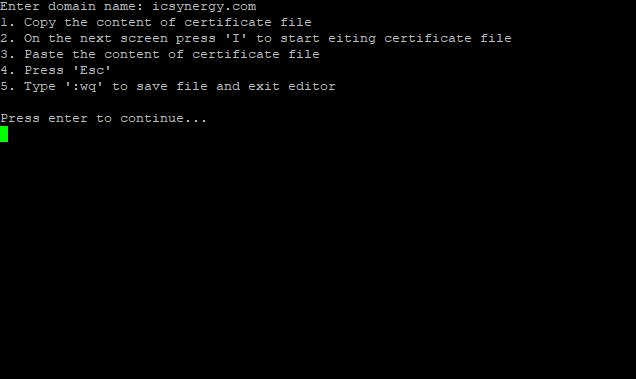 Enter domain name: icsynergy.com
1. Copy the content of certificate file
2. On the next screen press 'I' to start eiting certificate file
3. Paste the content of certificate file
4. Press 'Esc'
5. Type ':wq' to save file and exit editor
Press enter to continue...